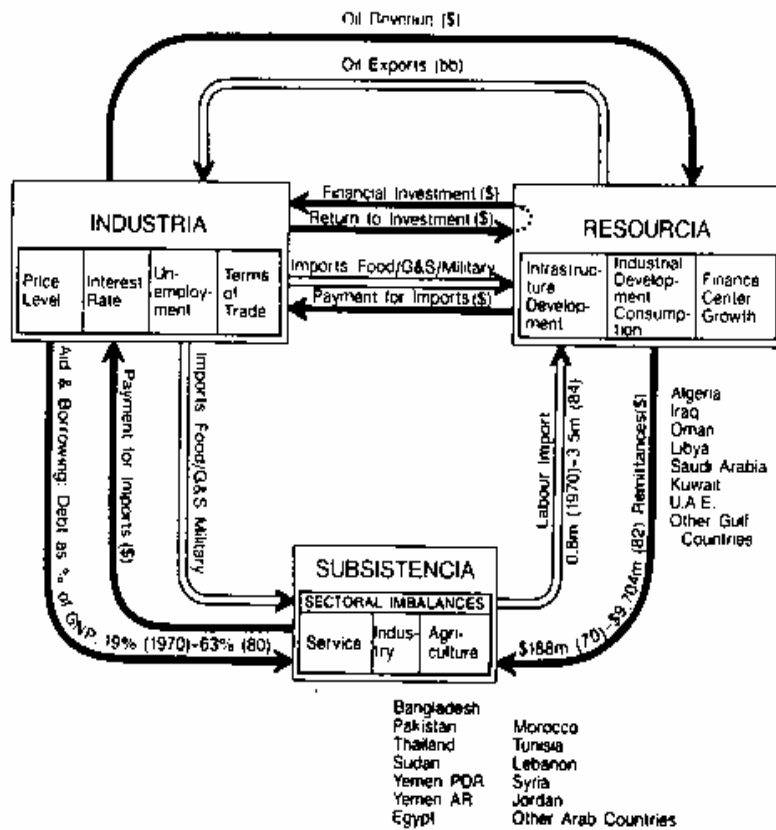 Oil Revenue ($)
Oil Exports (bb)
INDUSTRIA
Price
Level
Interest
Rate
Un-
employ-
ment
Terms
of
Trade
Financial Investment ($)
Return to Investment ($)
Imports Food/G&S/Military
Payment for Imports ($)
RESOURCIA
Infrastruc-
ture
Develop-
ment
Industrial
Develop-
ment
Consump-
tion
Finance
Center
Growth
Aid & Borrowing: Debt as % of GNP: 19% (1970)-63% (80)
Payment for Imports ($)
Imports Food/G&S Military
Labour Import
0.8m (1970)-3.5m (84)
$188m (70)-$9,704m (82) Remittances($)
Algeria
Iraq
Oman
Libya
Saudi Arabia
Kuwait
U.A.E.
Other Gulf
Countries
SUBSISTENCIA
SECTORAL IMBALANCES
Service
Indus-
try
Agri-
culture
Bangladesh
Pakistan
Thailand
Sudan
Yemen PDR
Yemen AR
Egypt
Morocco
Tunisia
Lebanon
Syria
Jordan
Other Arab Countries